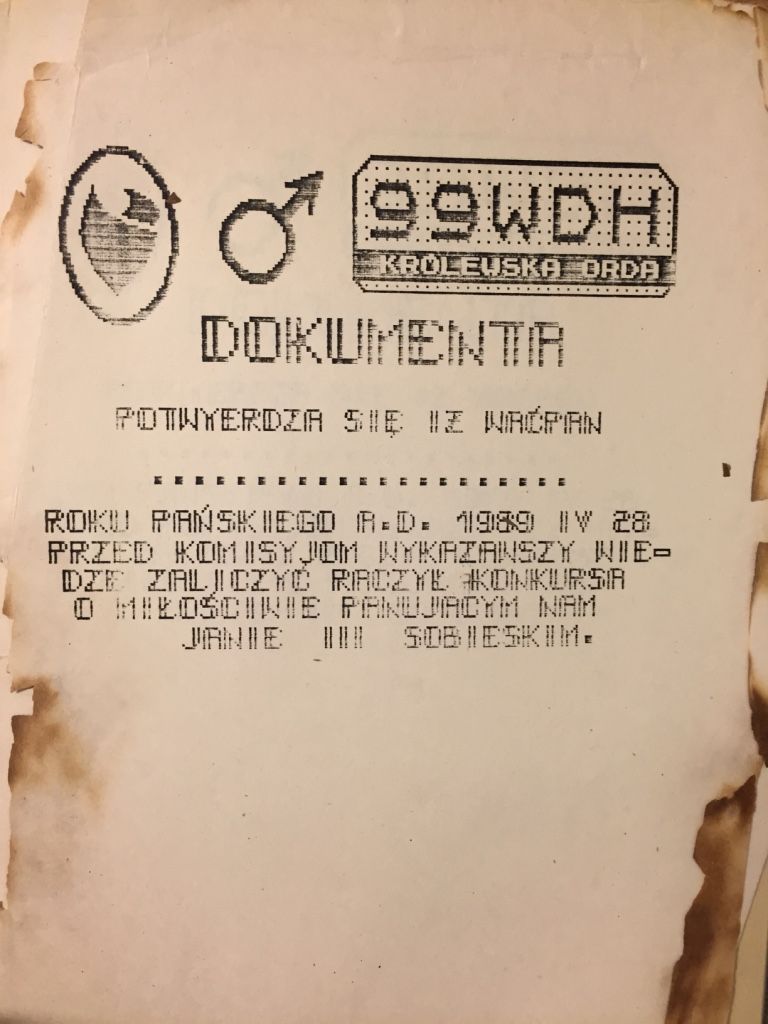 99WDH
KRÓLEWSKA ORDA
DOKUMENTA
POTWYERDZA SIĘ IZ WAĆPAN
.....................
ROKU PAŃSKIEGO A.D. 1989 IV 28
PRZED KOMISYJOM WYKAZAWSZY WIE-
DZE ZALICZYĆ RACZYŁ KONKURSA
O MIŁOŚCIWIE PANUJACYM NAM
JANIE III SOBIESKIM.